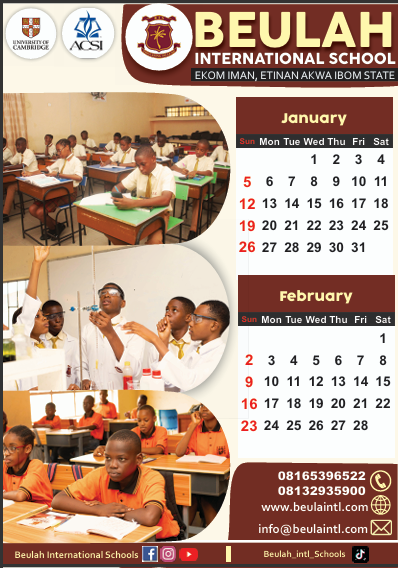 UNIVERSITY OF
CAMBRIDGE
ACSI
BEULAH
INTERNATIONAL SCHOOL
EKOM IMAN, ETINAN AKWA IBOM STATE
January
Sun Mon Tue Wed Thu Fri Sat
1 2 3 4
5 6 7 8 9 10 11
12 13 14 15 16 17 18
19 20 21 22 23 24 25
26 27 28 29 30 31
February
Sun Mon Tue Wed Thu Fri Sat
1
2 3 4 5 6 7 8
9 10 11 12 13 14 15
16 17 18 19 20 21 22
23 24 25 26 27 28
08165396522
08132935900
www.beulaintl.com
info@beulaintl.com
Beulah International Schools
Beulah_intl_Schools